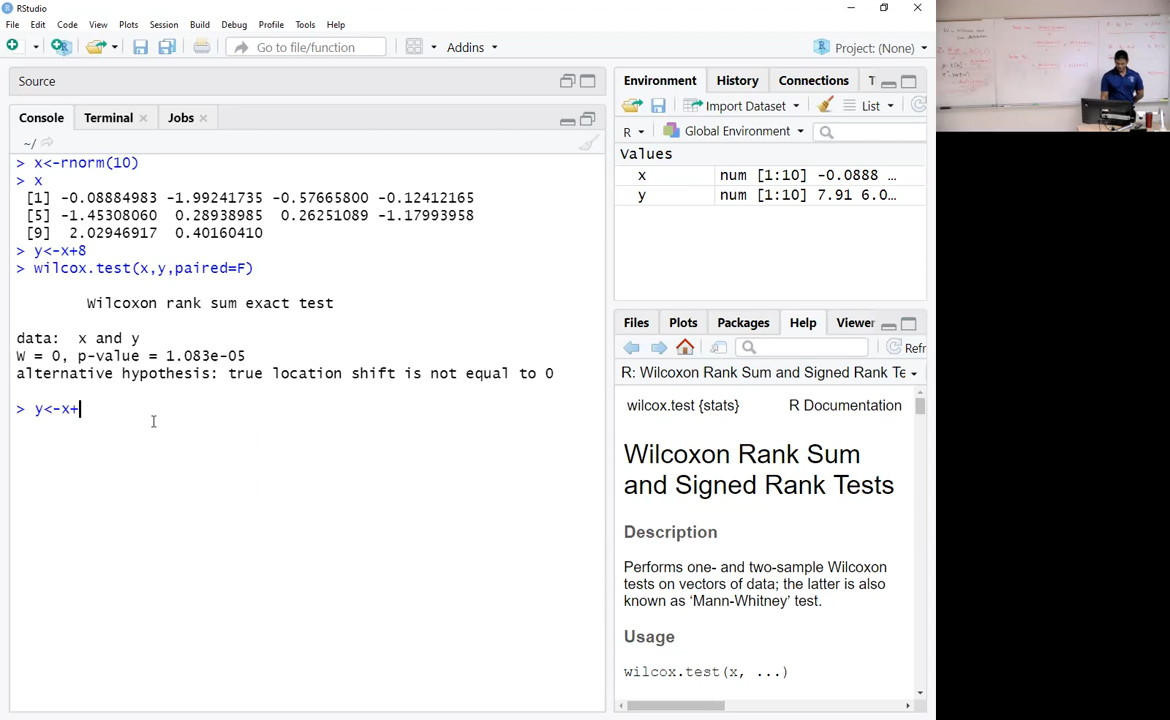 RStudio
File Edit Code View Plots Session Build Debug Profile Tools Help
Go to file/function Addins Project: (None)
Source
Console Terminal Jobs
~/
> x<-rnorm(10)
> x
[1] -0.08884983 -1.99241735 -0.57665800 -0.12412165
[5] -1.45308060 0.28938985 0.26251089 -1.17993958
[9] 2.02946917 0.40160410
> y<-x+8
> wilcox.test(x,y,paired=F)
Wilcoxon rank sum exact test
data: x and y
W = 0, p-value = 1.083e-05
alternative hypothesis: true location shift is not equal to 0
> y<-x+
Environment History Connections T
Import Dataset List
R Global Environment
Values
x num [1:10] -0.0888 ...
y num [1:10] 7.91 6.0...
Files Plots Packages Help Viewer
Refr
R: Wilcoxon Rank Sum and Signed Rank Te
wilcox.test {stats} R Documentation
Wilcoxon Rank Sum
and Signed Rank Tests
Description
Performs one- and two-sample Wilcoxon
tests on vectors of data; the latter is also
known as ‘Mann-Whitney’ test.
Usage
wilcox.test(x, ...)